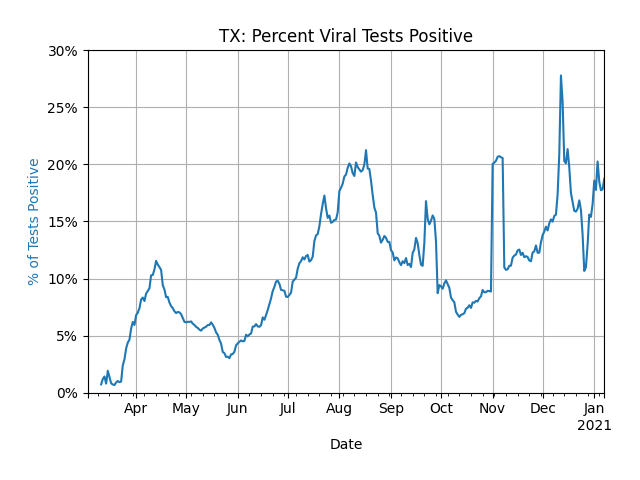 TX: Percent Viral Tests Positive
30%
25%
20%
15%
10%
5%
0%
% of Tests Positive
Apr May Jun Jul Aug Sep Oct Nov Dec Jan
2021
Date